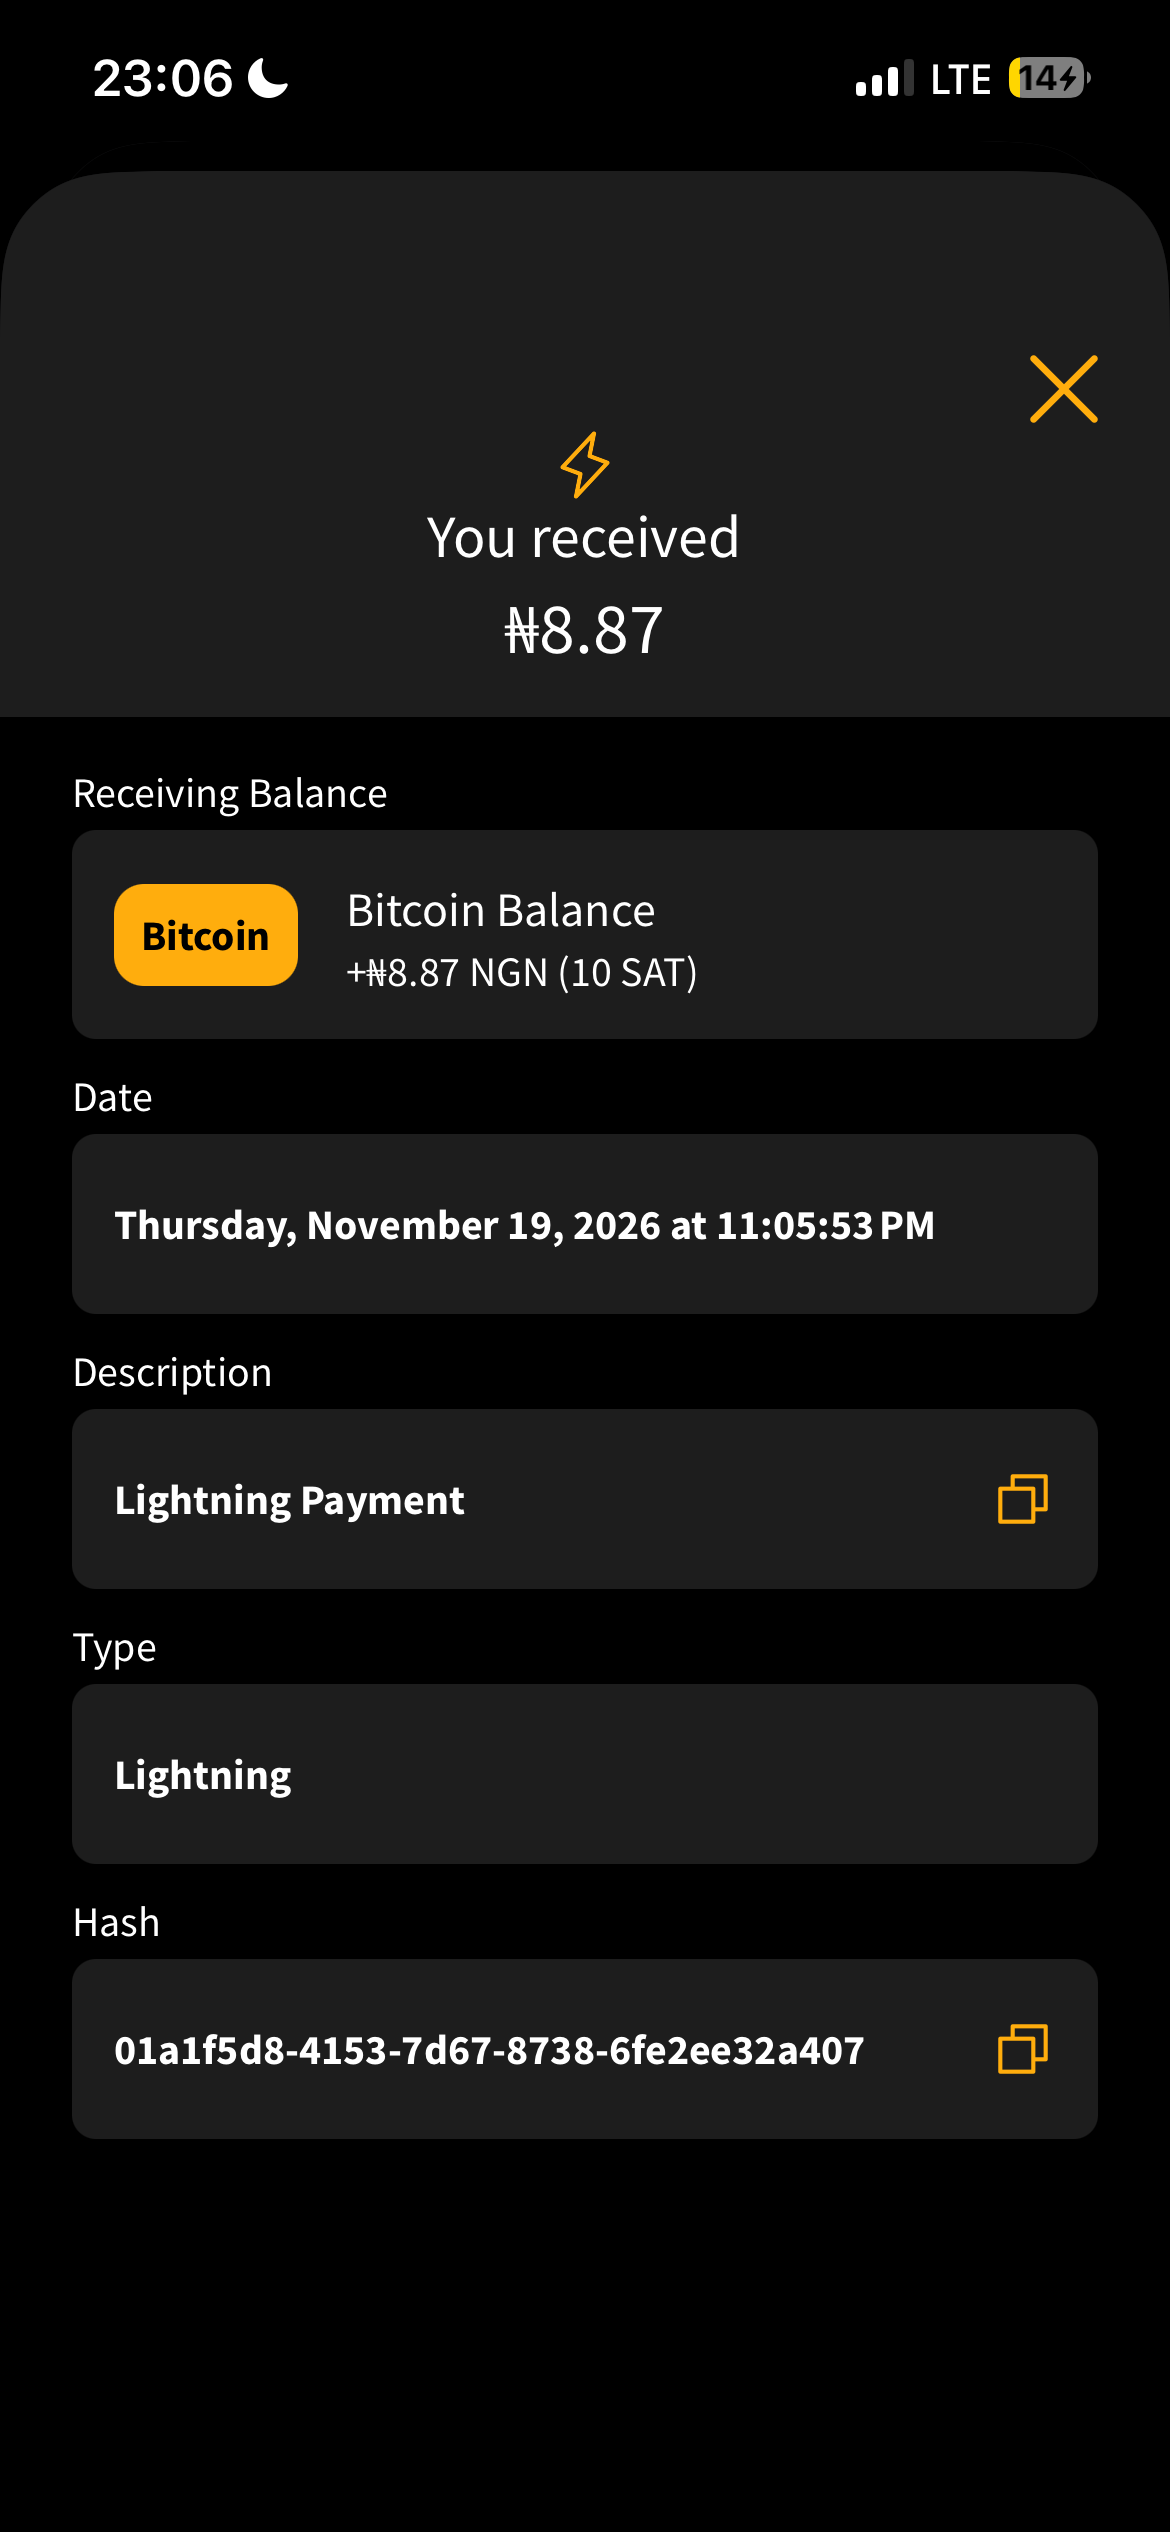 23:06
LTE
14
You received
₦8.87
Receiving Balance
Bitcoin
Bitcoin Balance
+₦8.87 NGN (10 SAT)
Date
Thursday, November 19, 2026 at 11:05:53 PM
Description
Lightning Payment
Type
Lightning
Hash
01a1f5d8-4153-7d67-8738-6fe2ee32a407